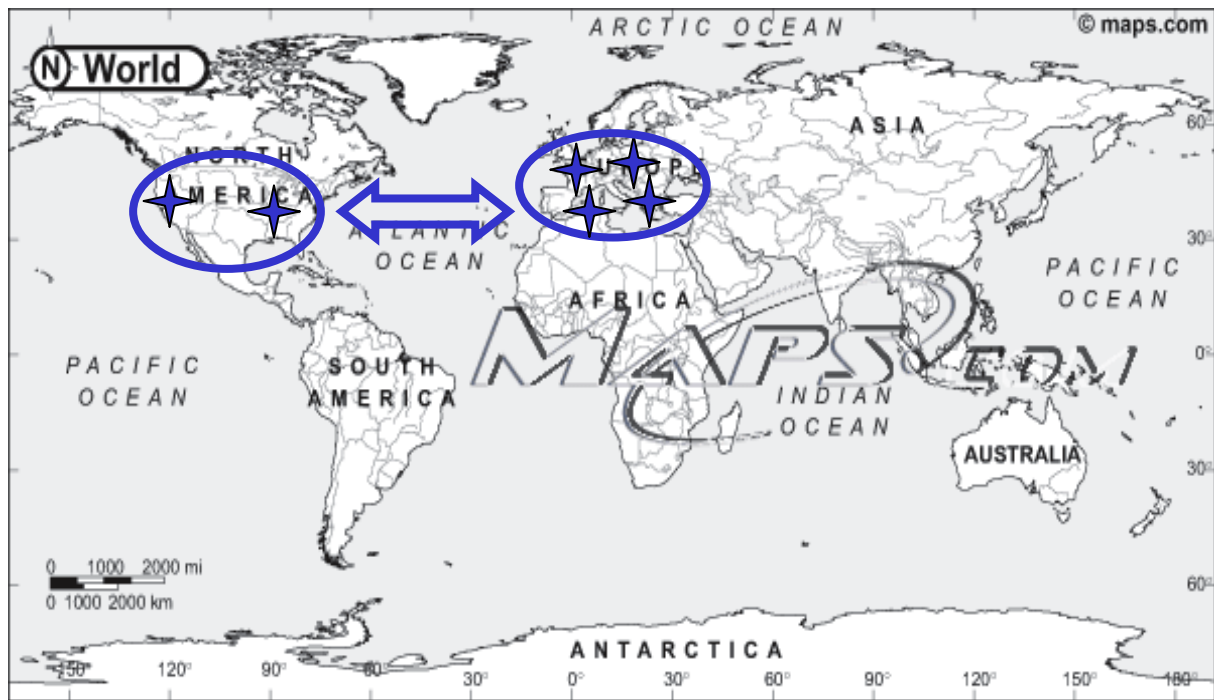 ARCTIC OCEAN
© maps.com
N World
ASIA
60°
NORTH
AMERICA
EUROPE
ATLANTIC
OCEAN
30°
PACIFIC
OCEAN
AFRICA
MAPS.COM
PACIFIC
OCEAN
SOUTH
AMERICA
0°
INDIAN
OCEAN
AUSTRALIA
30°
0 1000 2000 mi
0 1000 2000 km
60°
ANTARCTICA
150° 120° 90° 60° 30° 0° 30° 60° 90° 120° 150° 180°